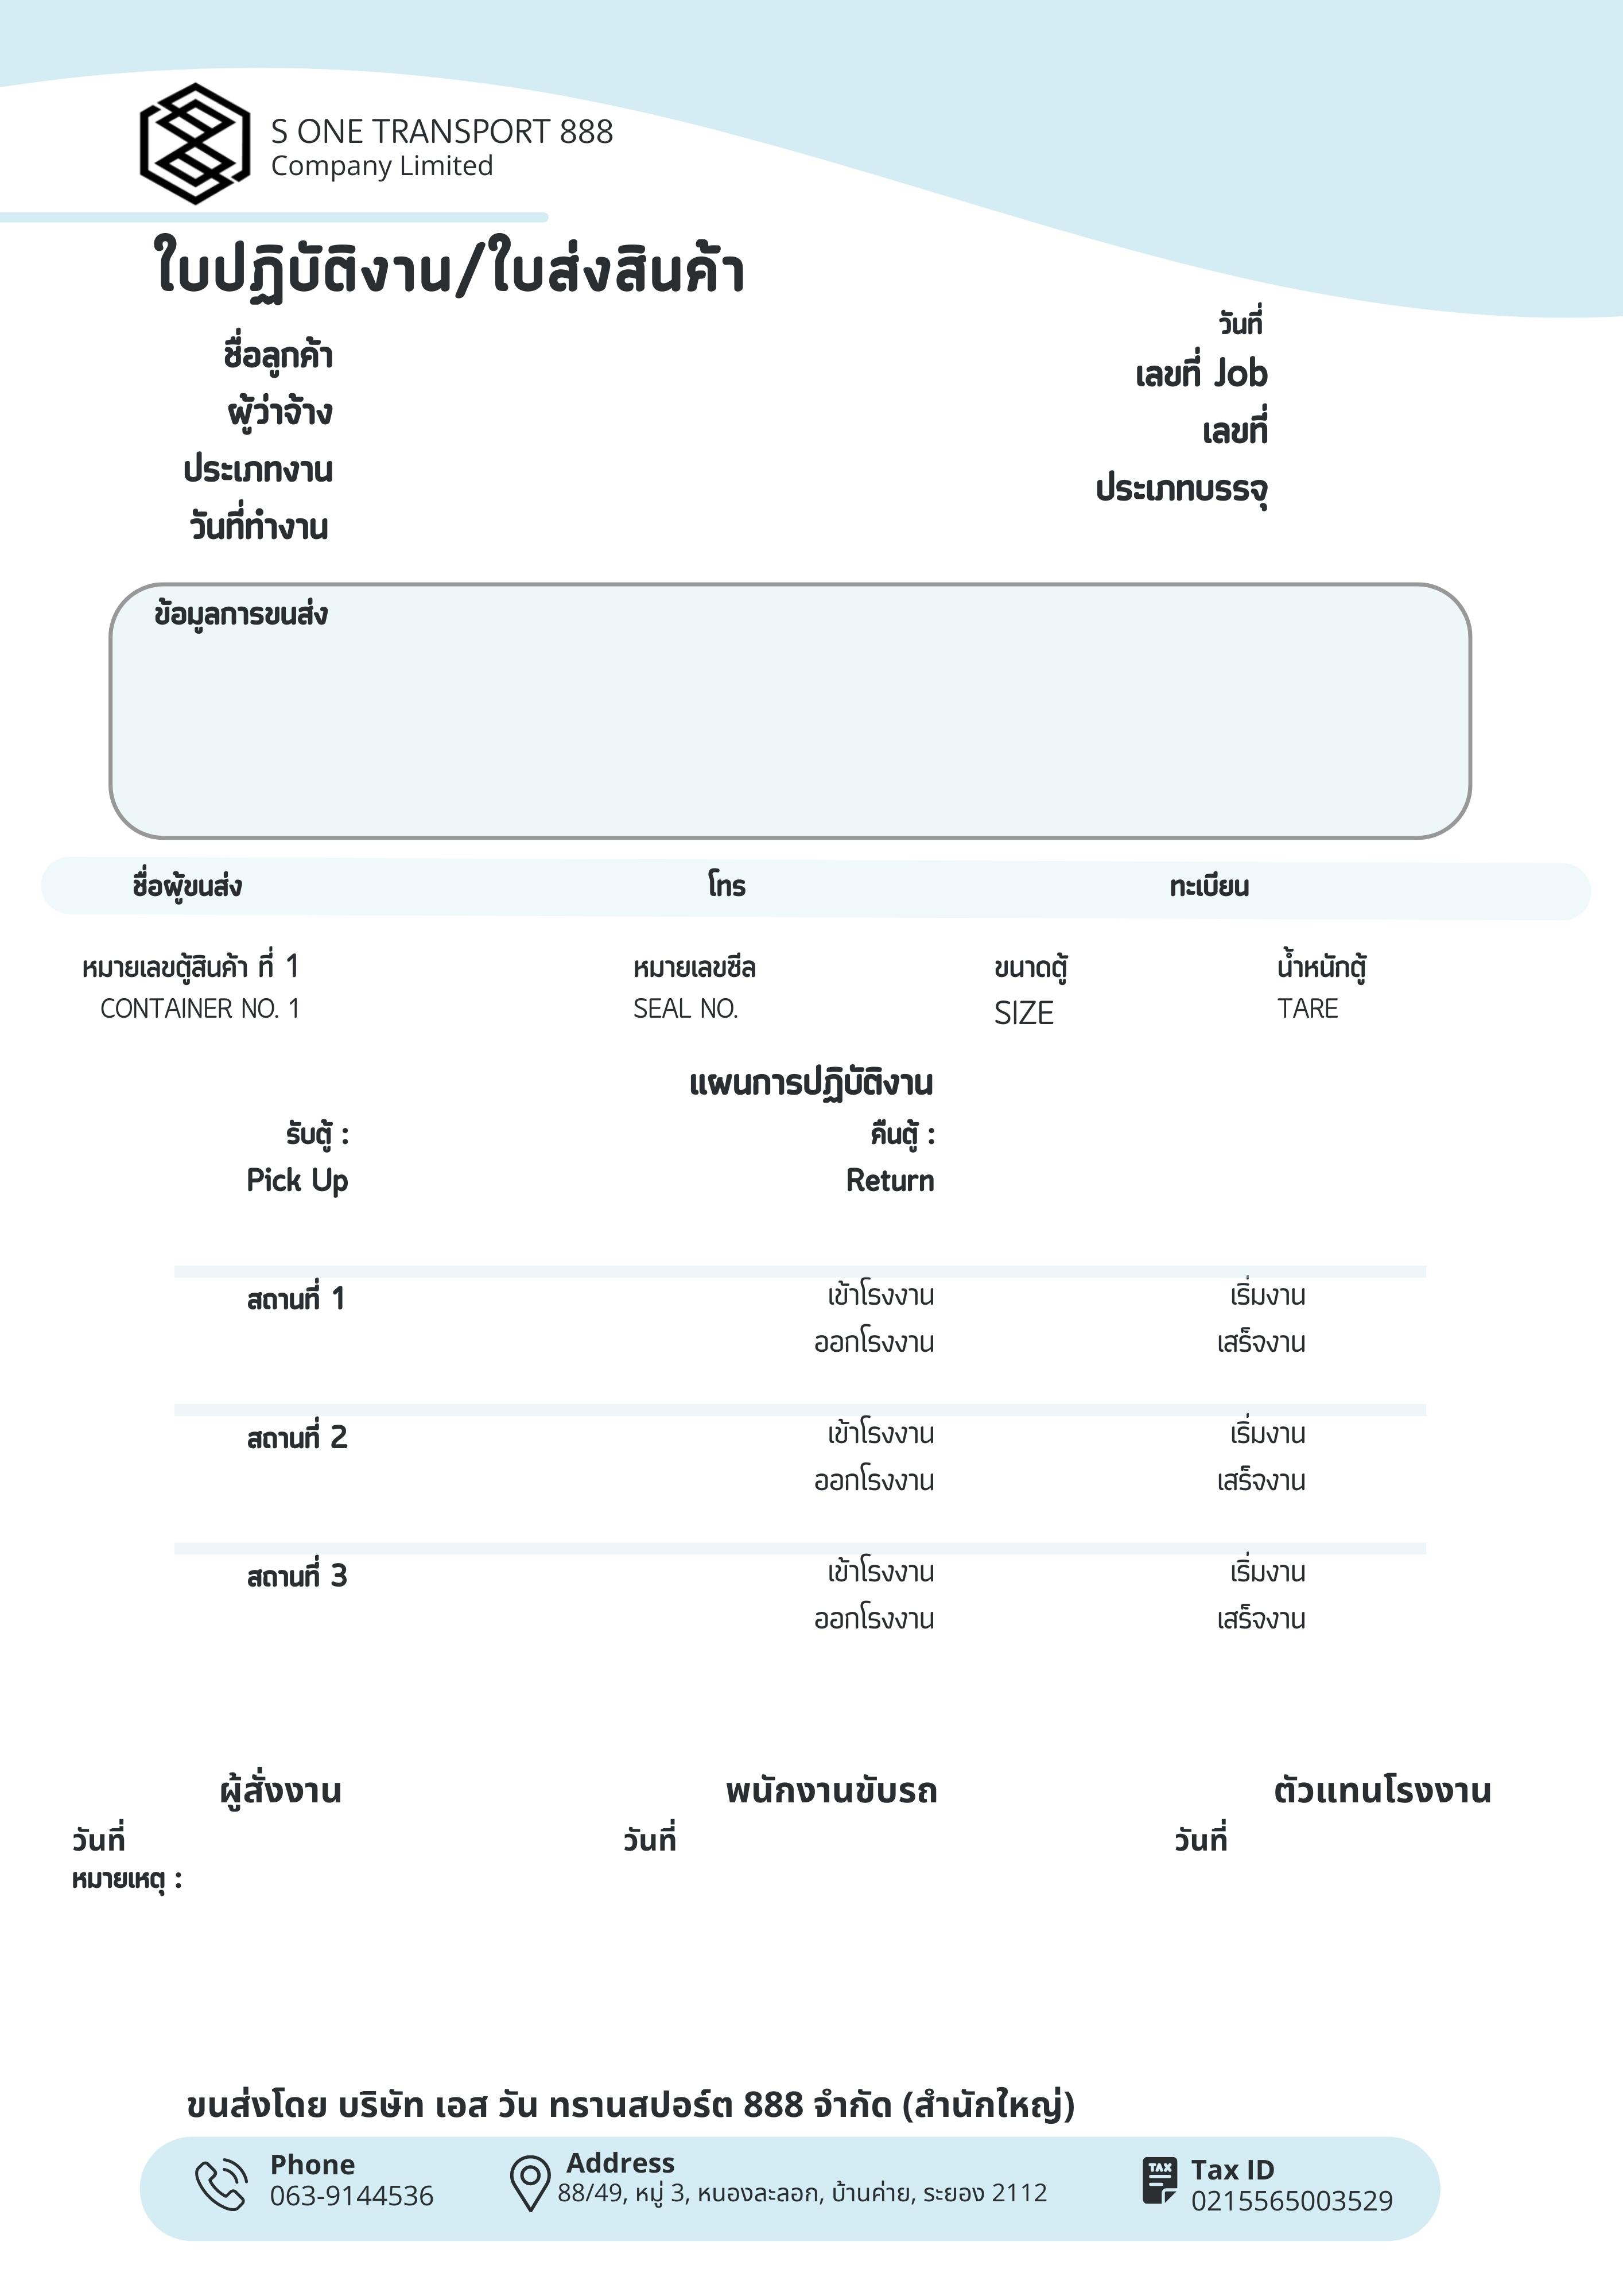 S ONE TRANSPORT 888
Company Limited
ใบปฏิบัติงาน/ใบส่งสินค้า
วันที่
ชื่อลูกค้า
เลขที่ Job
ผู้ว่าจ้าง
เลขที่
ประเภทงาน
ประเภทบรรจุ
วันที่ทำงาน
ข้อมูลการขนส่ง
ชื่อผู้ขนส่ง โทร ทะเบียน
หมายเลขตู้สินค้า ที่ 1 หมายเลขซีล ขนาดตู้ น้ำหนักตู้
CONTAINER NO. 1 SEAL NO. SIZE TARE
แผนการปฏิบัติงาน
รับตู้ : คืนตู้ :
Pick Up Return
สถานที่ 1 เข้าโรงงาน เริ่มงาน
ออกโรงงาน เสร็จงาน
สถานที่ 2 เข้าโรงงาน เริ่มงาน
ออกโรงงาน เสร็จงาน
สถานที่ 3 เข้าโรงงาน เริ่มงาน
ออกโรงงาน เสร็จงาน
ผู้สั่งงาน พนักงานขับรถ ตัวแทนโรงงาน
วันที่ วันที่ วันที่
หมายเหตุ :
ขนส่งโดย บริษัท เอส วัน ทรานสปอร์ต 888 จำกัด (สำนักใหญ่)
Phone
063-9144536
Address
88/49, หมู่ 3, หนองละลอก, บ้านค่าย, ระยอง 2112
TAX
Tax ID
0215565003529